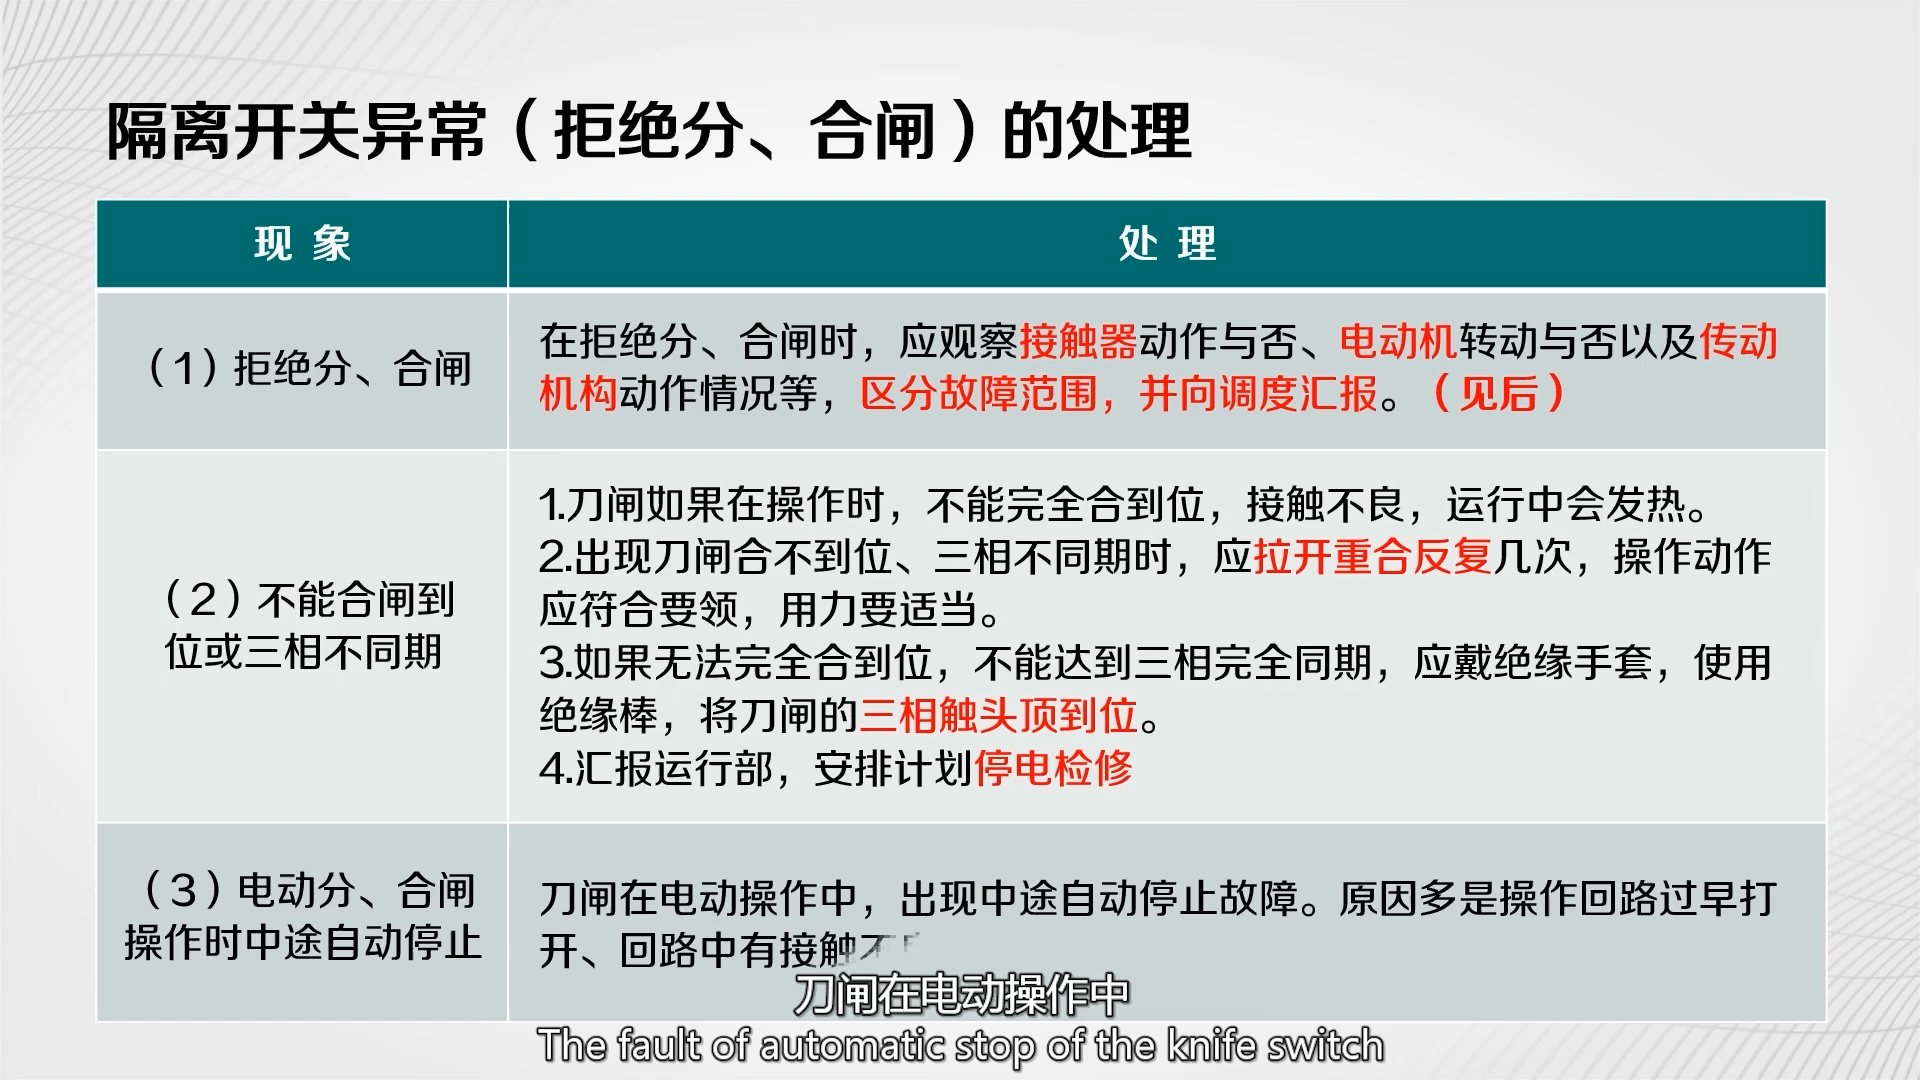 隔离开关异常（拒绝分、合闸）的处理
现 象
处 理
（1）拒绝分、合闸
在拒绝分、合闸时，应观察接触器动作与否、电动机转动与否以及传动
机构动作情况等，区分故障范围，并向调度汇报。（见后）
（2）不能合闸到
位或三相不同期
1.刀闸如果在操作时，不能完全合到位，接触不良，运行中会发热。
2.出现刀闸合不到位、三相不同期时，应拉开重合反复几次，操作动作
应符合要领，用力要适当。
3.如果无法完全合到位，不能达到三相完全同期，应戴绝缘手套，使用
绝缘棒，将刀闸的三相触头顶到位。
4.汇报运行部，安排计划停电检修
（3）电动分、合闸
操作时中途自动停止
刀闸在电动操作中，出现中途自动停止故障。原因多是操作回路过早打
开、回路中有接触不
刀闸在电动操作中
The fault of automatic stop of the knife switch